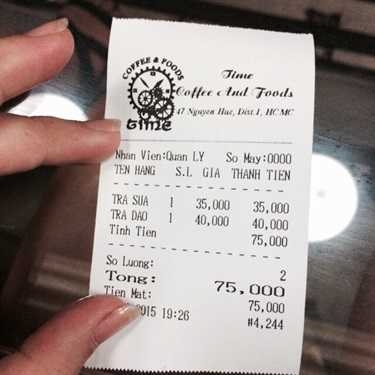 COFFEE & FOODS
time
Time
Coffee And Foods
47 Nguyen Hue, Dist.1, HCMC
Nhan Vien:Quan LY So May:0000
TEN HANG S.L GIA THANH TIEN
TRA SUA 1 35,000 35,000
TRA DAO 1 40,000 40,000
Tinh Tien 75,000
So Luong: 2
Tong: 75,000
Tien Mat: 75,000
2015 19:26 #4,244